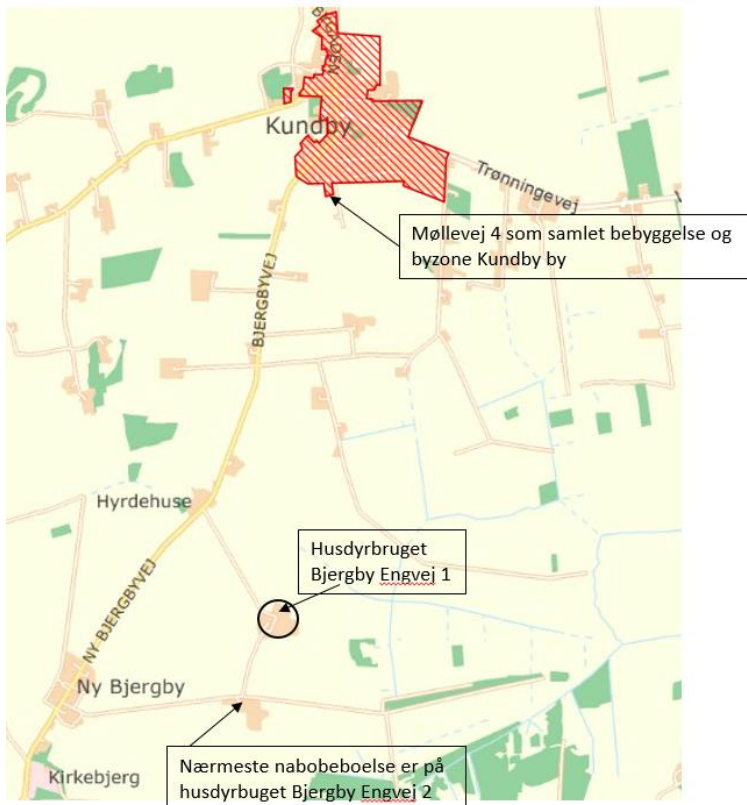 BYGADEN
Kundby
Trønningevej
V
Møllevej 4 som samlet bebyggelse og
byzone Kundby by
BJERGBYVEJ
Hyrdehuse
Husdyrbruget
Bjergby Engvej 1
NY BJERGBYVEJ
Ny Bjergby
Kirkebjerg
Nærmeste nabobeboelse er på
husdyrbuget Bjergby Engvej 2